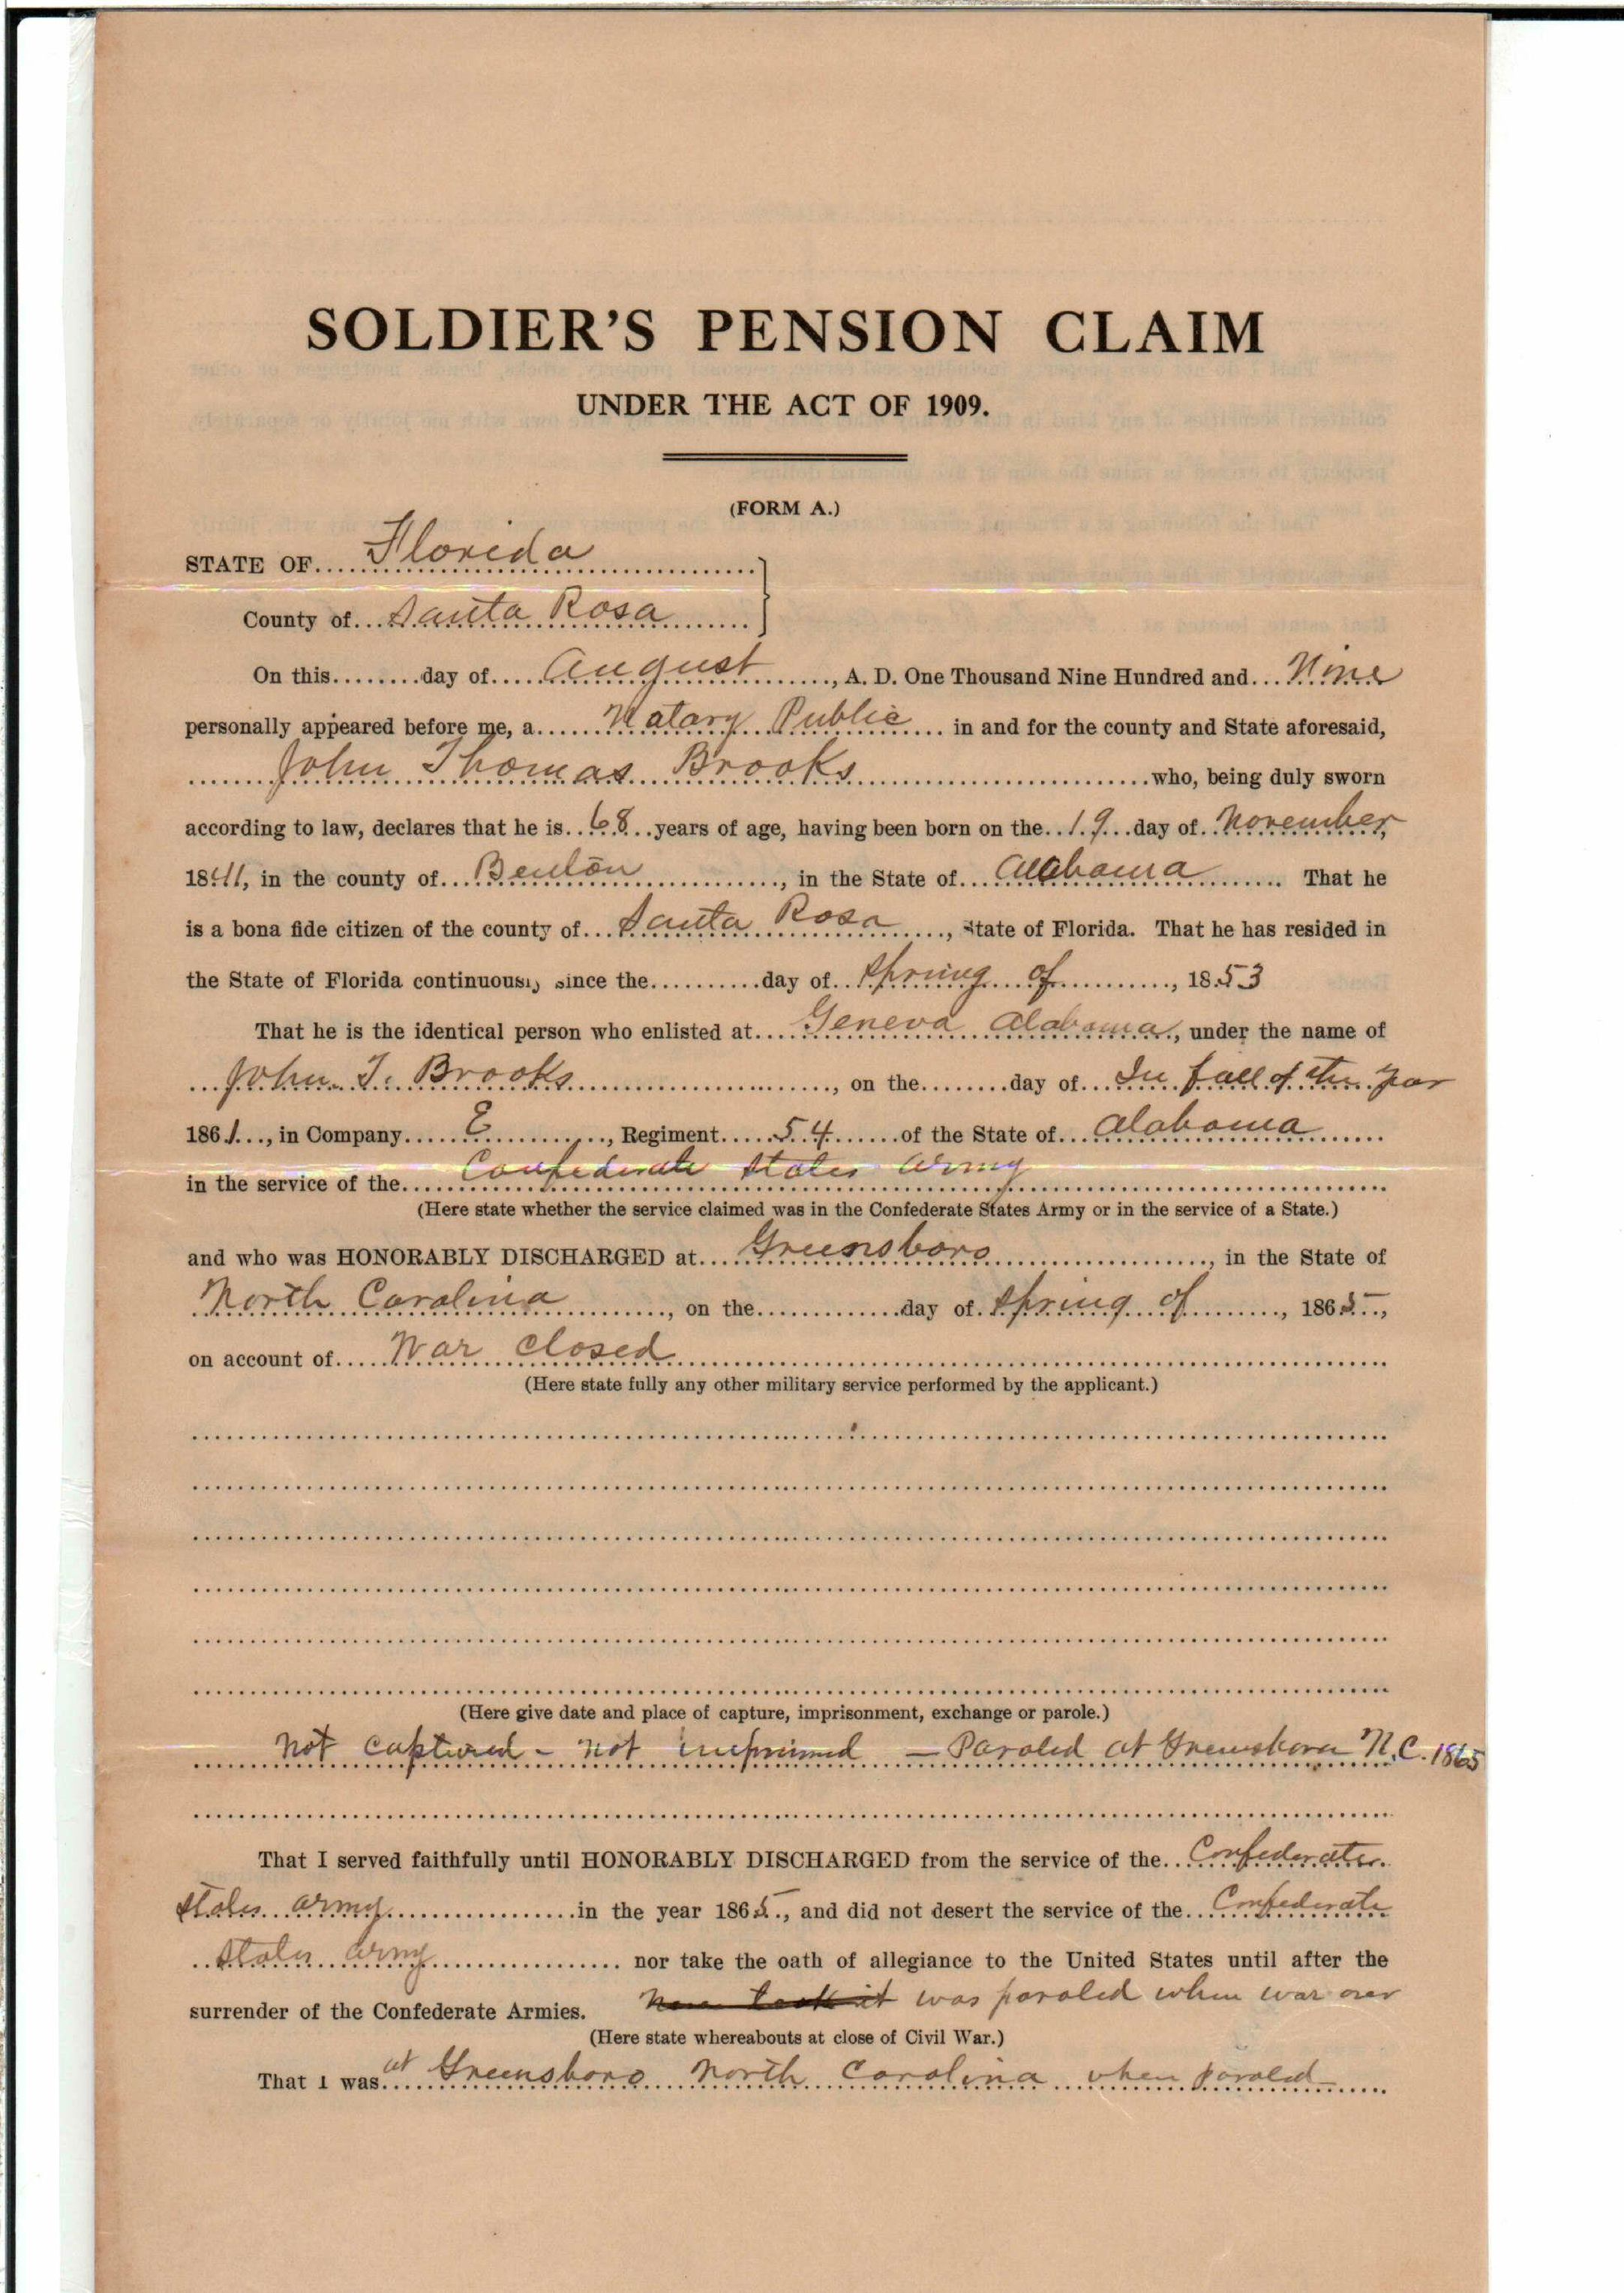 SOLDIER'S PENSION CLAIM
UNDER THE ACT OF 1909.
(FORM A.)
STATE OF Florida
County of Santa Rosa
On this day of August, A. D. One Thousand Nine Hundred and Nine
personally appeared before me, a Notary Public in and for the county and State aforesaid,
John Thomas Brooks who, being duly sworn
according to law, declares that he is 68 years of age, having been born on the 19 day of November,
1841, in the county of Benton, in the State of Alabama That he
is a bona fide citizen of the county of Santa Rosa, State of Florida. That he has resided in
the State of Florida continuously since the day of Spring of, 1853
That he is the identical person who enlisted at Geneva Alabama, under the name of
John T. Brooks, on the day of In fall of the year
1861, in Company E, Regiment 54 of the State of Alabama
in the service of the Confederate States Army
(Here state whether the service claimed was in the Confederate States Army or in the service of a State.)
and who was HONORABLY DISCHARGED at Greensboro, in the State of
North Carolina, on the day of Spring of, 1865,
on account of War closed
(Here state fully any other military service performed by the applicant.)
(Here give date and place of capture, imprisonment, exchange or parole.)
Not captured - not imprisoned - Paroled at Greensboro N.C. 1865
That I served faithfully until HONORABLY DISCHARGED from the service of the Confederate
States Army in the year 1865, and did not desert the service of the Confederate
States Army nor take the oath of allegiance to the United States until after the
surrender of the Confederate Armies. took it was paroled when war over
(Here state whereabouts at close of Civil War.)
That I was at Greensboro North Carolina when paroled